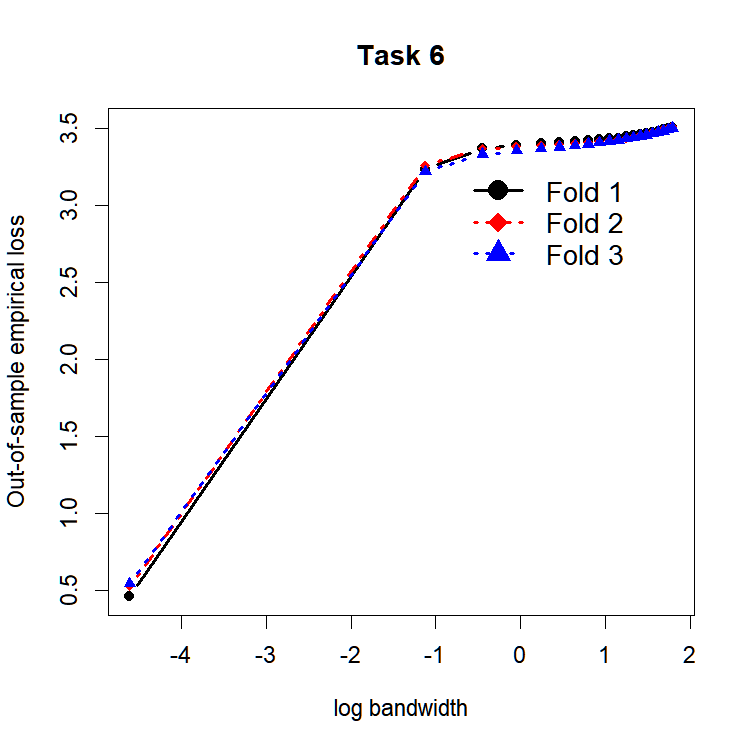 Task 6
Out-of-sample empirical loss
3.5
3.0
2.5
2.0
1.5
1.0
0.5
Fold 1
Fold 2
Fold 3
-4 -3 -2 -1 0 1 2
log bandwidth